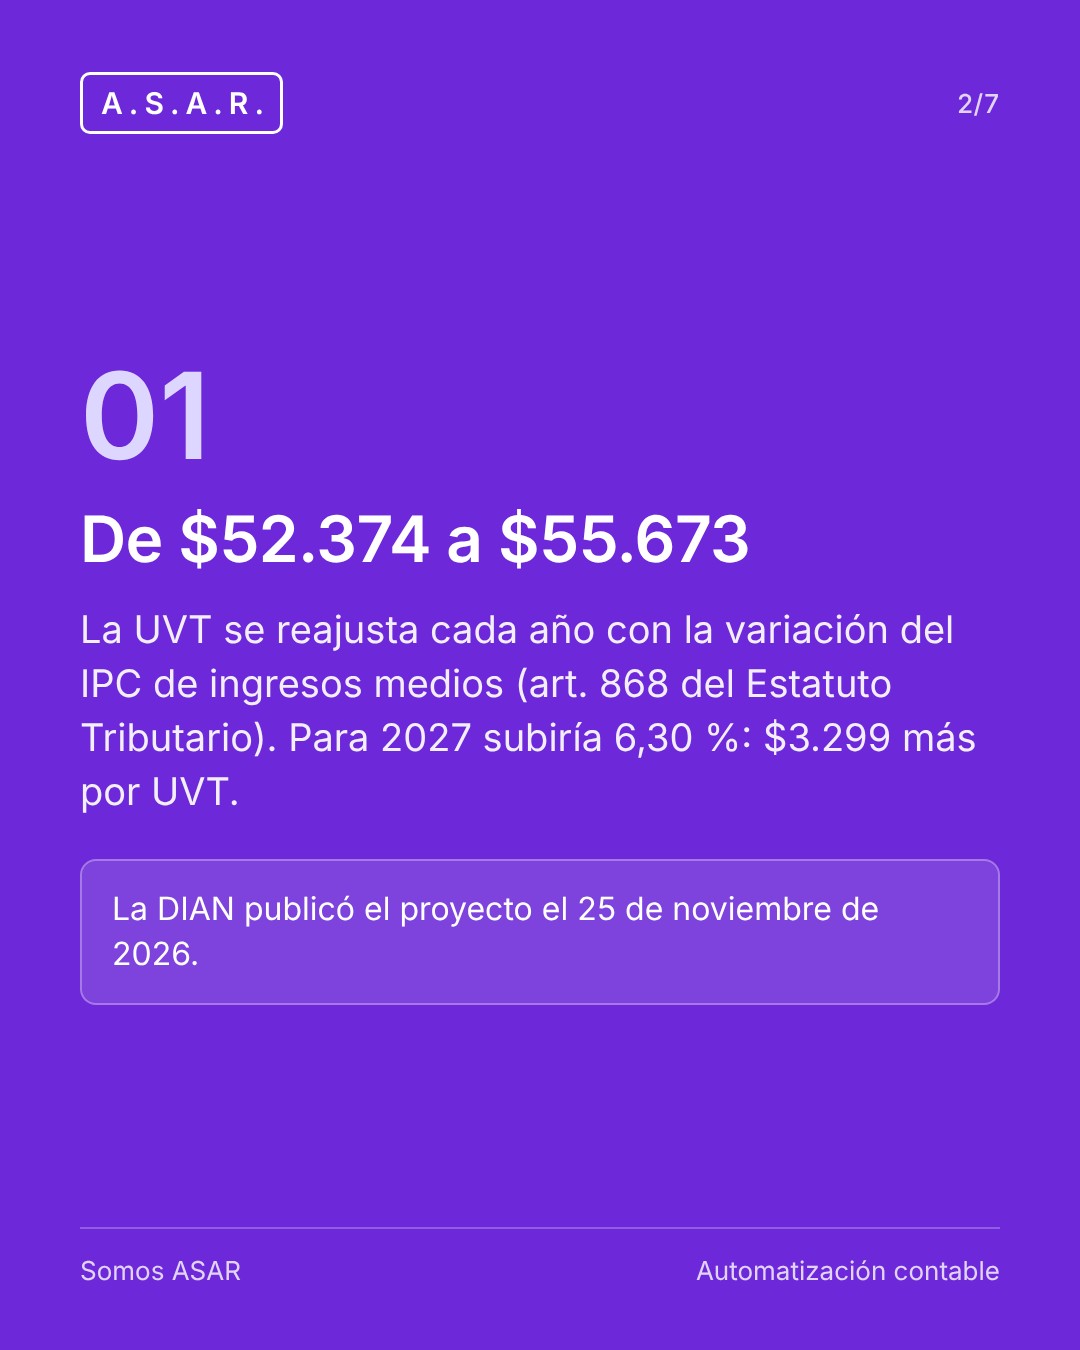 A.S.A.R.
2/7
01
De $52.374 a $55.673
La UVT se reajusta cada año con la variación del
IPC de ingresos medios (art. 868 del Estatuto
Tributario). Para 2027 subiría 6,30 %: $3.299 más
por UVT.
La DIAN publicó el proyecto el 25 de noviembre de
2026.
Somos ASAR
Automatización contable